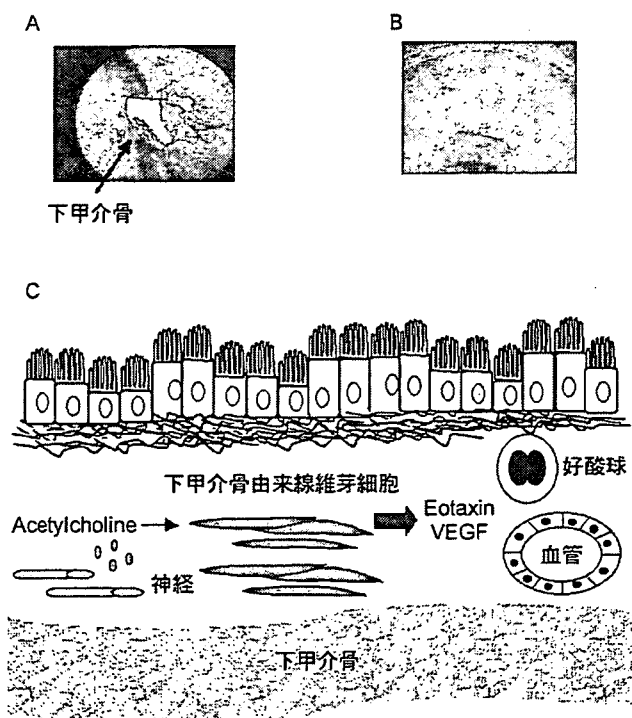 A
B
下甲介骨
C
下甲介骨由来線維芽細胞
好酸球
Acetylcholine
Eotaxin
VEGF
神経
血管
下甲介骨